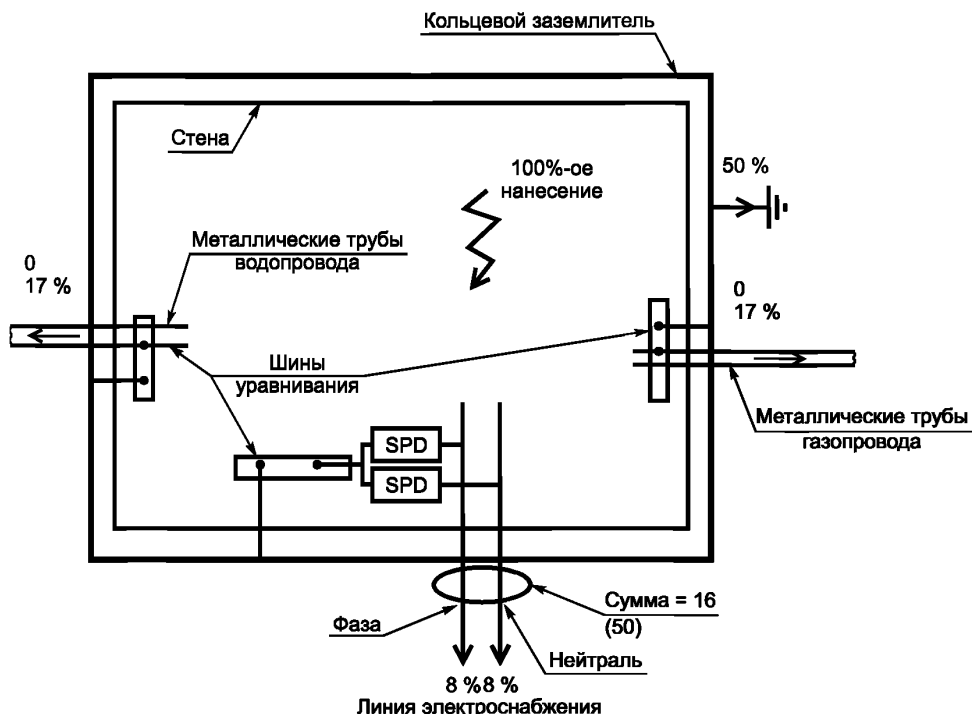 Кольцевой заземлитель
Стена
100%-ое
нанесение
50 %
Металлические трубы
водопровода
0
17 %
0
17 %
Шины
уравнивания
Металлические трубы
газопровода
SPD
SPD
Сумма = 16
(50)
Фаза
Нейтраль
8 % 8 %
Линия электроснабжения